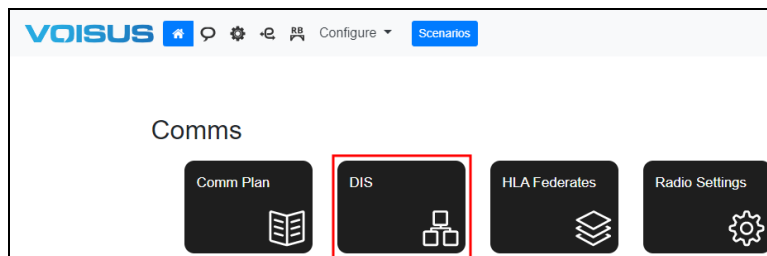 VOISUS RB Configure Scenarios
Comms
Comm Plan DIS HLA Federates Radio Settings